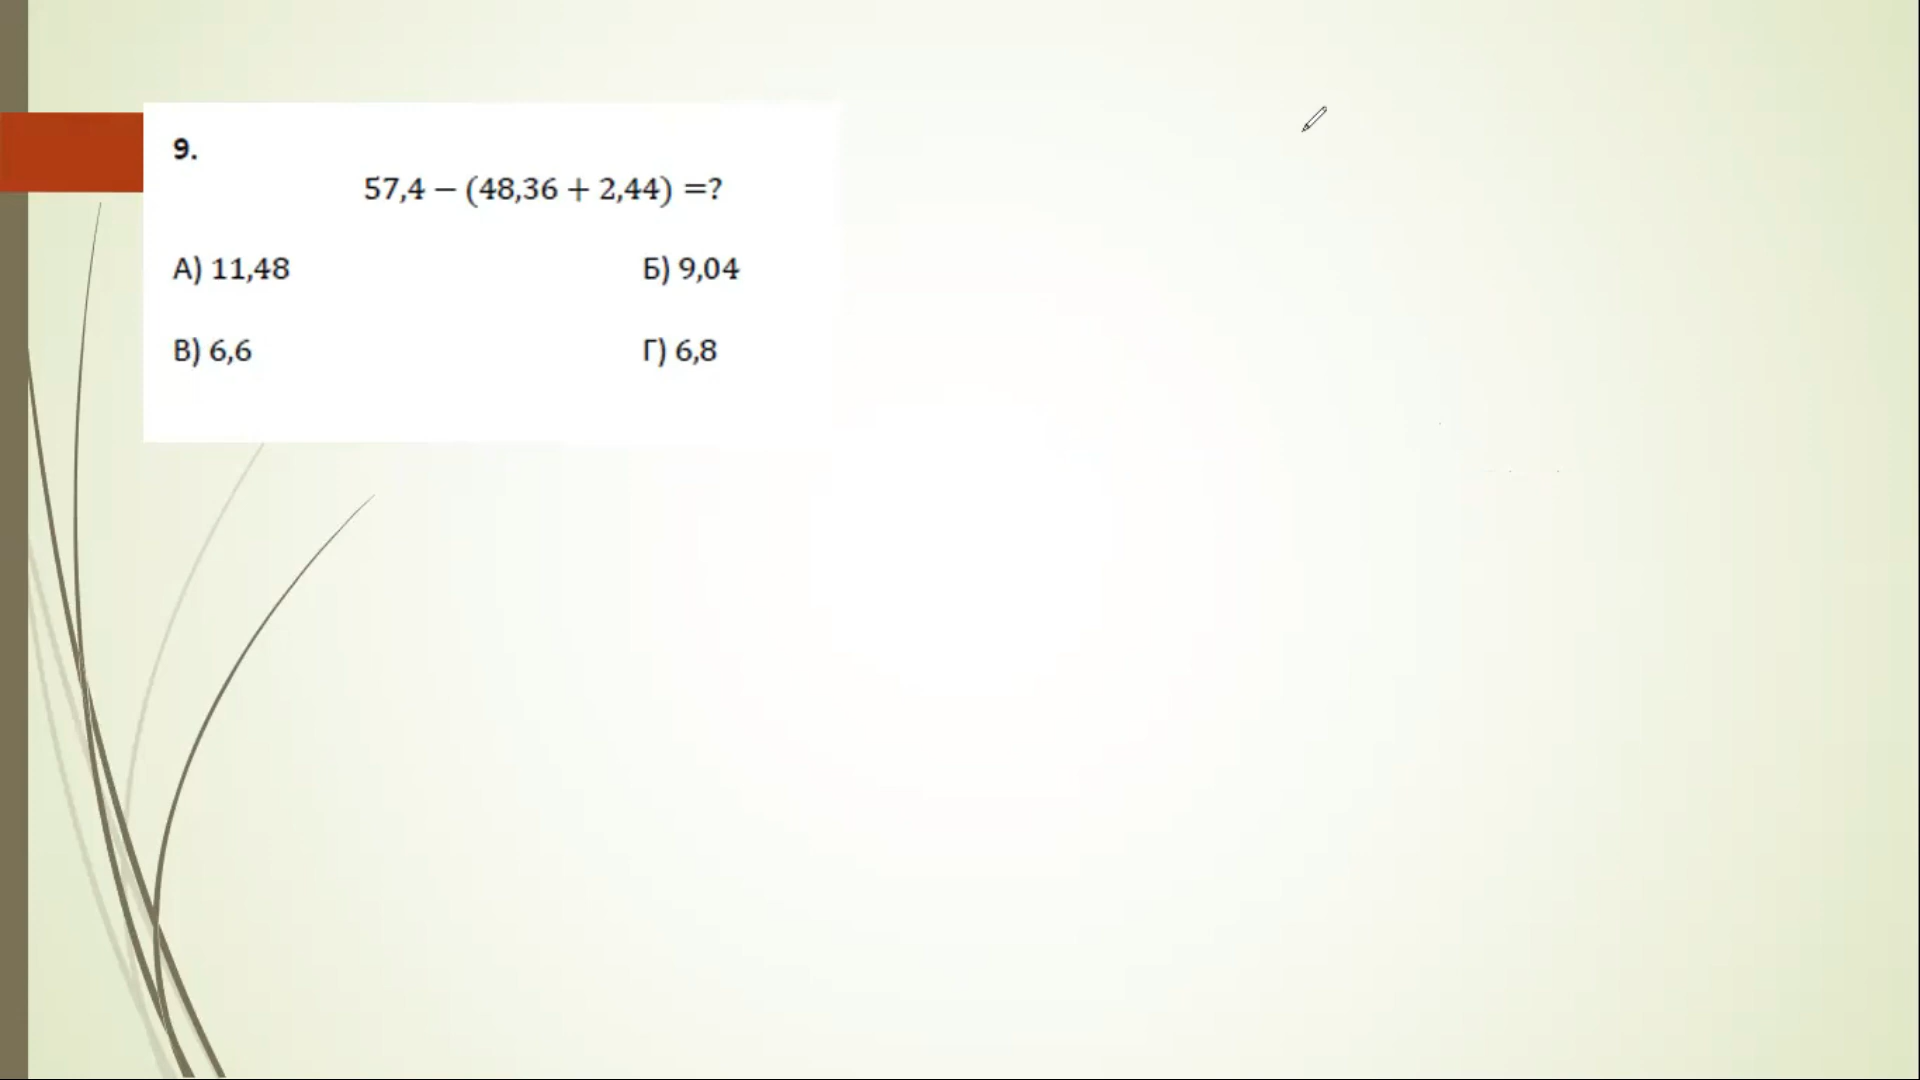 9.
57,4 − (48,36 + 2,44) =?
А) 11,48 Б) 9,04
В) 6,6 Г) 6,8